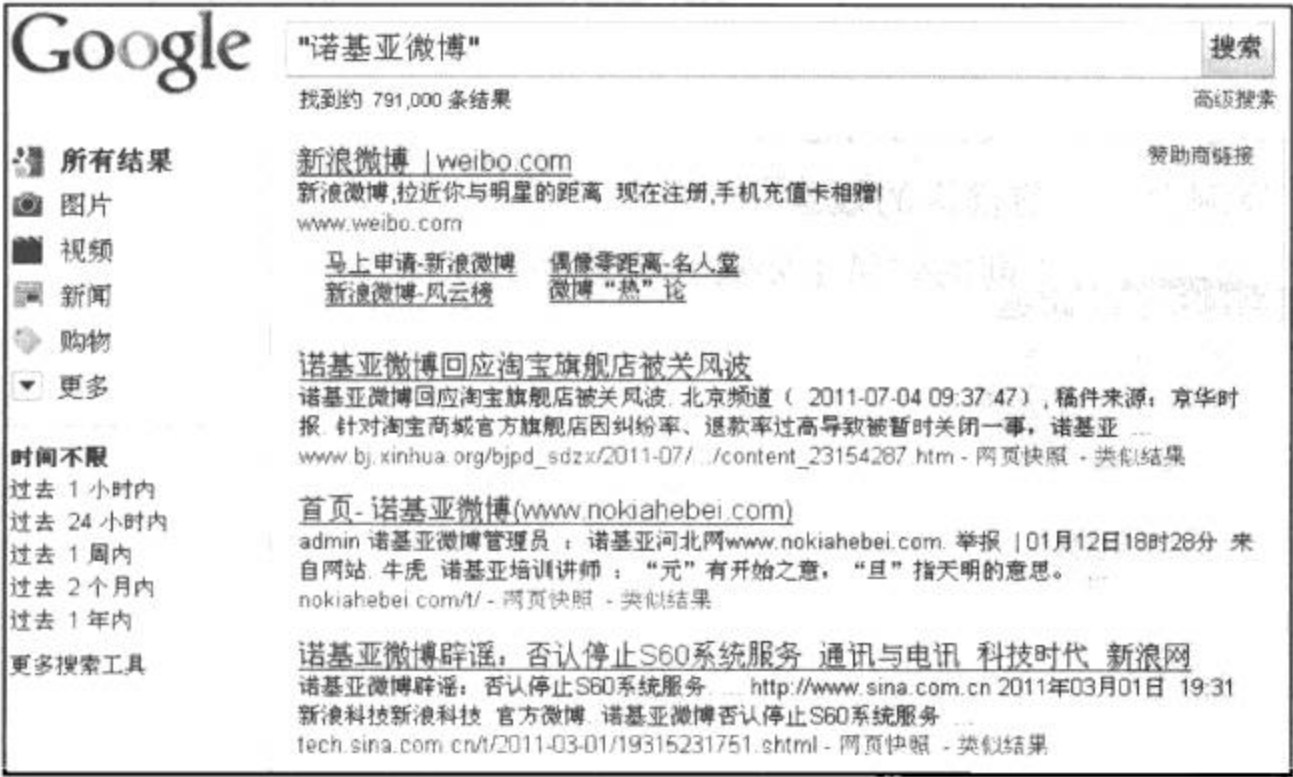 Google
"诺基亚微博"
搜索
找到约 791,000 条结果
高级搜索
所有结果
图片
视频
新闻
购物
更多
时间不限
过去 1 小时内
过去 24 小时内
过去 1 周内
过去 2 个月内
过去 1 年内
更多搜索工具
新浪微博 | weibo.com
赞助商链接
新浪微博,拉近你与明星的距离 现在注册,手机充值卡相赠!
www.weibo.com
马上申请-新浪微博 偶像零距离-名人堂
新浪微博-风云榜 微博“热”论
诺基亚微博回应淘宝旗舰店被关风波
诺基亚微博回应淘宝旗舰店被关风波. 北京频道 ( 2011-07-04 09:37:47) , 稿件来源: 京华时
报. 针对淘宝商城官方旗舰店因纠纷率、退款率过高导致被暂时关闭一事, 诺基亚 ...
www.bj.xinhua.org/bjpd_sdzx/2011-07/.../content_23154287.htm - 网页快照 - 类似结果
首页- 诺基亚微博(www.nokiahebei.com)
admin 诺基亚微博管理员 : 诺基亚河北网www.nokiahebei.com. 举报 | 01月12日18时28分 来
自网站. 牛虎 诺基亚培训讲师 : “元”有开始之意, “旦”指天明的意思。 ...
nokiahebei.com/t/ - 网页快照 - 类似结果
诺基亚微博辟谣: 否认停止S60系统服务_通讯与电讯_科技时代_新浪网
诺基亚微博辟谣: 否认停止S60系统服务. ... http://www.sina.com.cn 2011年03月01日 19:31
新浪科技新浪科技 官方微博. 诺基亚微博否认停止S60系统服务 ...
tech.sina.com.cn/t/2011-03-01/19315231751.shtml - 网页快照 - 类似结果